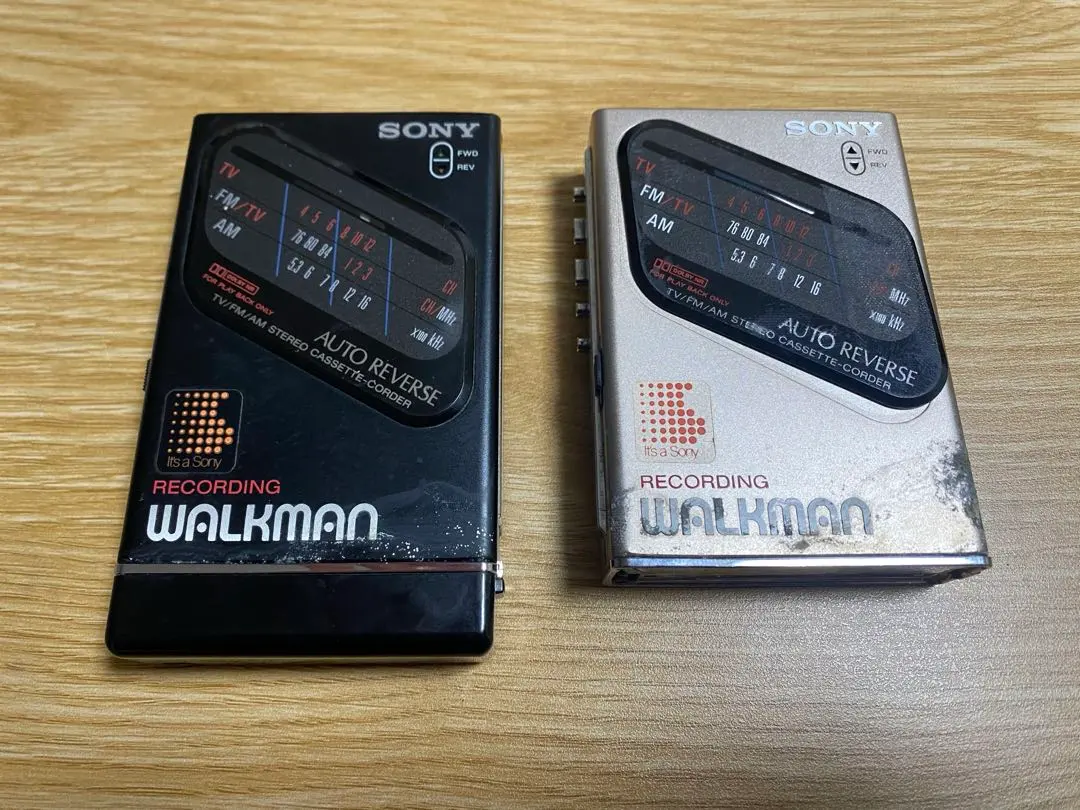 SONY
FWD
REV
TV
4 5 6 8 10 12
CH
FM/TV
76 80 84 1 2 3
CH/MHz
AM
5.3 6 7 8 12 16
X100 kHz
DOLBY NR
FOR PLAY BACK ONLY
AUTO REVERSE
TV/FM/AM STEREO CASSETTE-CORDER
It's a Sony
RECORDING
WALKMAN
SONY
FWD
REV
TV
4 5 6 8 10 12
CH
FM/TV
76 80 84 1 2 3
MHz
AM
5.3 6 7 8 12 16
X100 kHz
DOLBY NR
FOR PLAY BACK ONLY
AUTO REVERSE
TV/FM/AM STEREO CASSETTE-CORDER
It's a Sony
RECORDING
WALKMAN